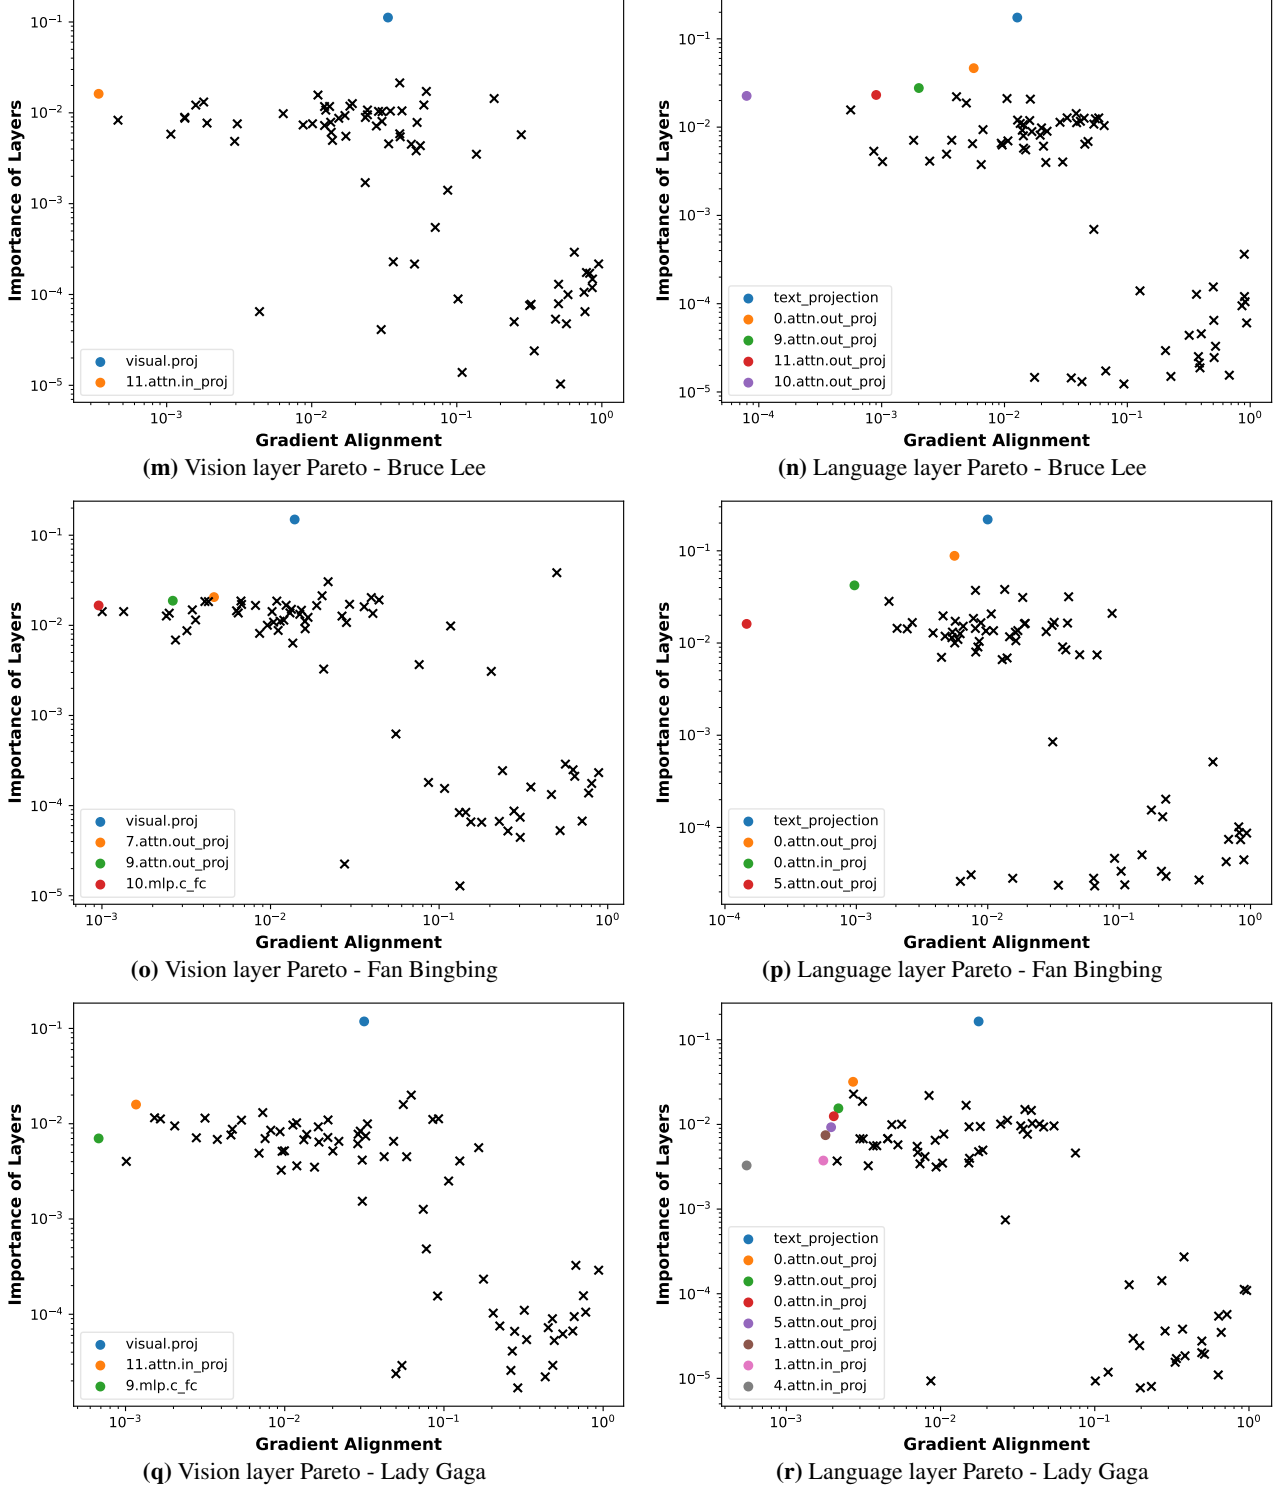 10⁻¹
10⁻²
10⁻³
10⁻⁴
10⁻⁵
Importance of Layers
visual.proj
11.attn.in_proj
10⁻³ 10⁻² 10⁻¹ 10⁰
Gradient Alignment
(m) Vision layer Pareto - Bruce Lee
10⁻¹
10⁻²
10⁻³
10⁻⁴
10⁻⁵
Importance of Layers
text_projection
0.attn.out_proj
9.attn.out_proj
11.attn.out_proj
10.attn.out_proj
10⁻⁴ 10⁻³ 10⁻² 10⁻¹ 10⁰
Gradient Alignment
(n) Language layer Pareto - Bruce Lee
10⁻¹
10⁻²
10⁻³
10⁻⁴
10⁻⁵
Importance of Layers
visual.proj
7.attn.out_proj
9.attn.out_proj
10.mlp.c_fc
10⁻³ 10⁻² 10⁻¹ 10⁰
Gradient Alignment
(o) Vision layer Pareto - Fan Bingbing
10⁻¹
10⁻²
10⁻³
10⁻⁴
Importance of Layers
text_projection
0.attn.out_proj
0.attn.in_proj
5.attn.out_proj
10⁻⁴ 10⁻³ 10⁻² 10⁻¹ 10⁰
Gradient Alignment
(p) Language layer Pareto - Fan Bingbing
10⁻¹
10⁻²
10⁻³
10⁻⁴
Importance of Layers
visual.proj
11.attn.in_proj
9.mlp.c_fc
10⁻³ 10⁻² 10⁻¹ 10⁰
Gradient Alignment
(q) Vision layer Pareto - Lady Gaga
10⁻¹
10⁻²
10⁻³
10⁻⁴
10⁻⁵
Importance of Layers
text_projection
0.attn.out_proj
9.attn.out_proj
0.attn.in_proj
5.attn.out_proj
1.attn.out_proj
1.attn.in_proj
4.attn.in_proj
10⁻³ 10⁻² 10⁻¹ 10⁰
Gradient Alignment
(r) Language layer Pareto - Lady Gaga